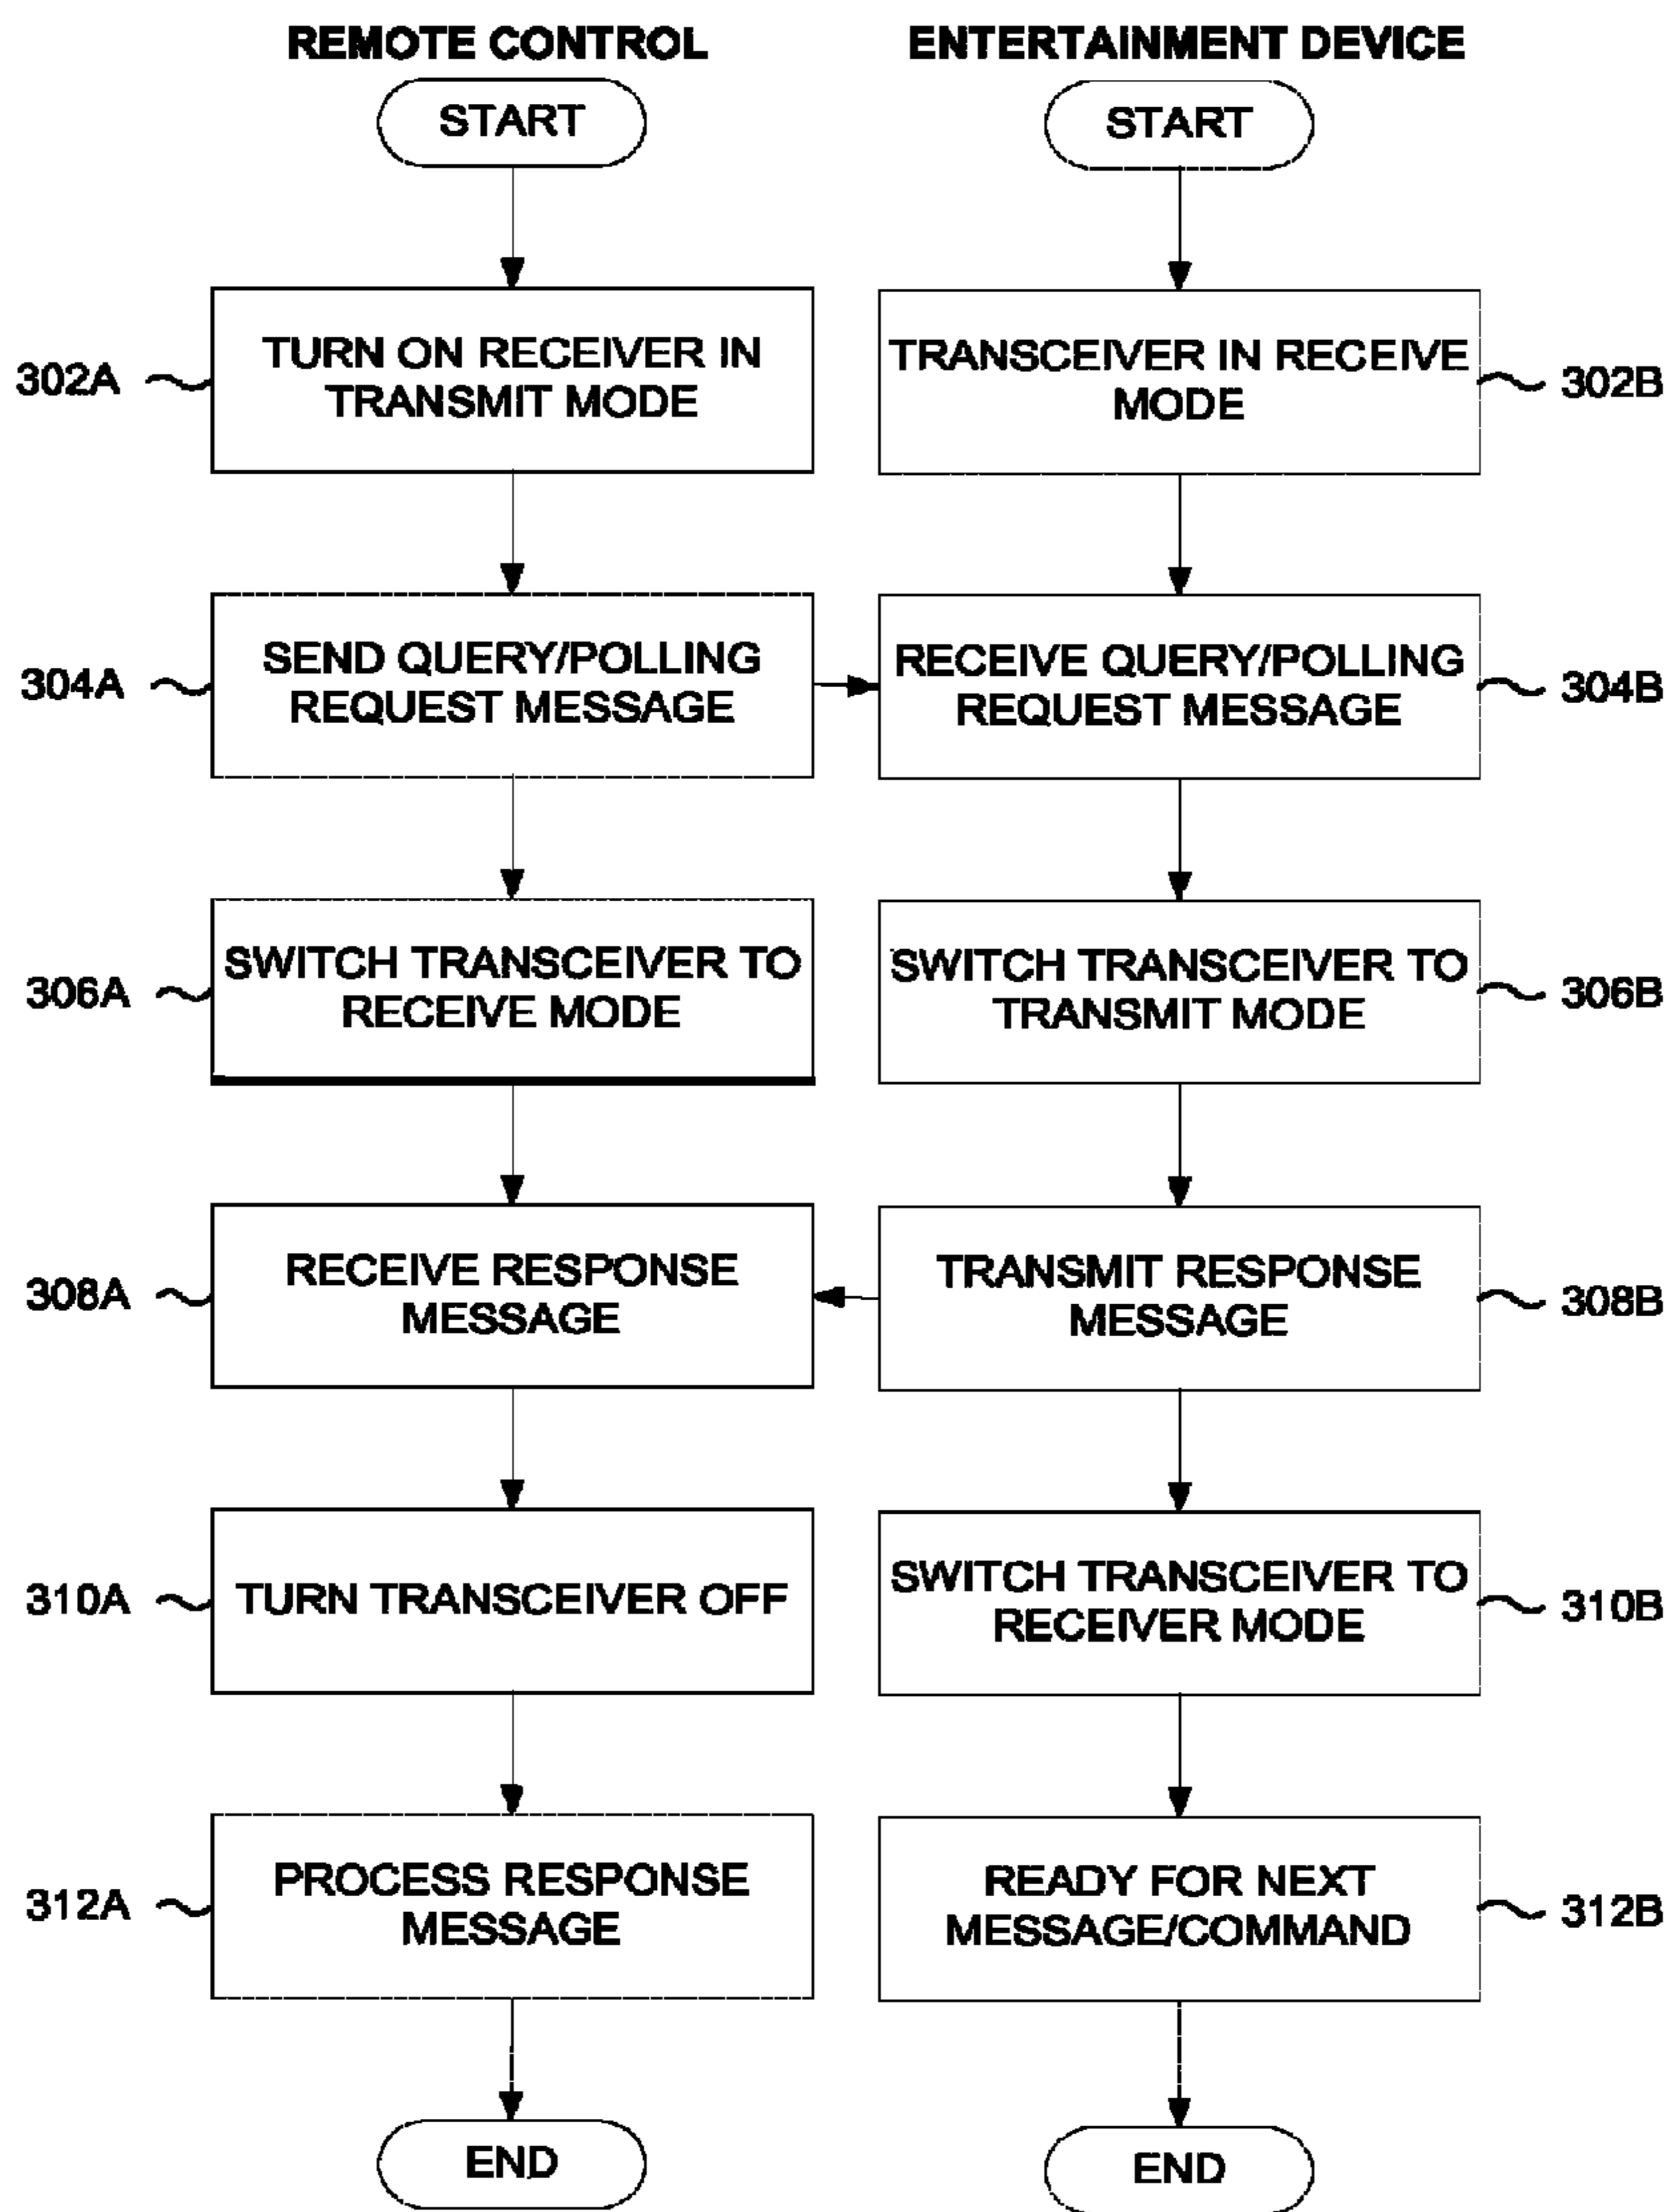 REMOTE CONTROL
START
302A
TURN ON RECEIVER IN
TRANSMIT MODE
304A
SEND QUERY/POLLING
REQUEST MESSAGE
306A
SWITCH TRANSCEIVER TO
RECEIVE MODE
308A
RECEIVE RESPONSE
MESSAGE
310A
TURN TRANSCEIVER OFF
312A
PROCESS RESPONSE
MESSAGE
END
ENTERTAINMENT DEVICE
START
TRANSCEIVER IN RECEIVE
MODE
302B
RECEIVE QUERY/POLLING
REQUEST MESSAGE
304B
SWITCH TRANSCEIVER TO
TRANSMIT MODE
306B
TRANSMIT RESPONSE
MESSAGE
308B
SWITCH TRANSCEIVER TO
RECEIVER MODE
310B
READY FOR NEXT
MESSAGE/COMMAND
312B
END